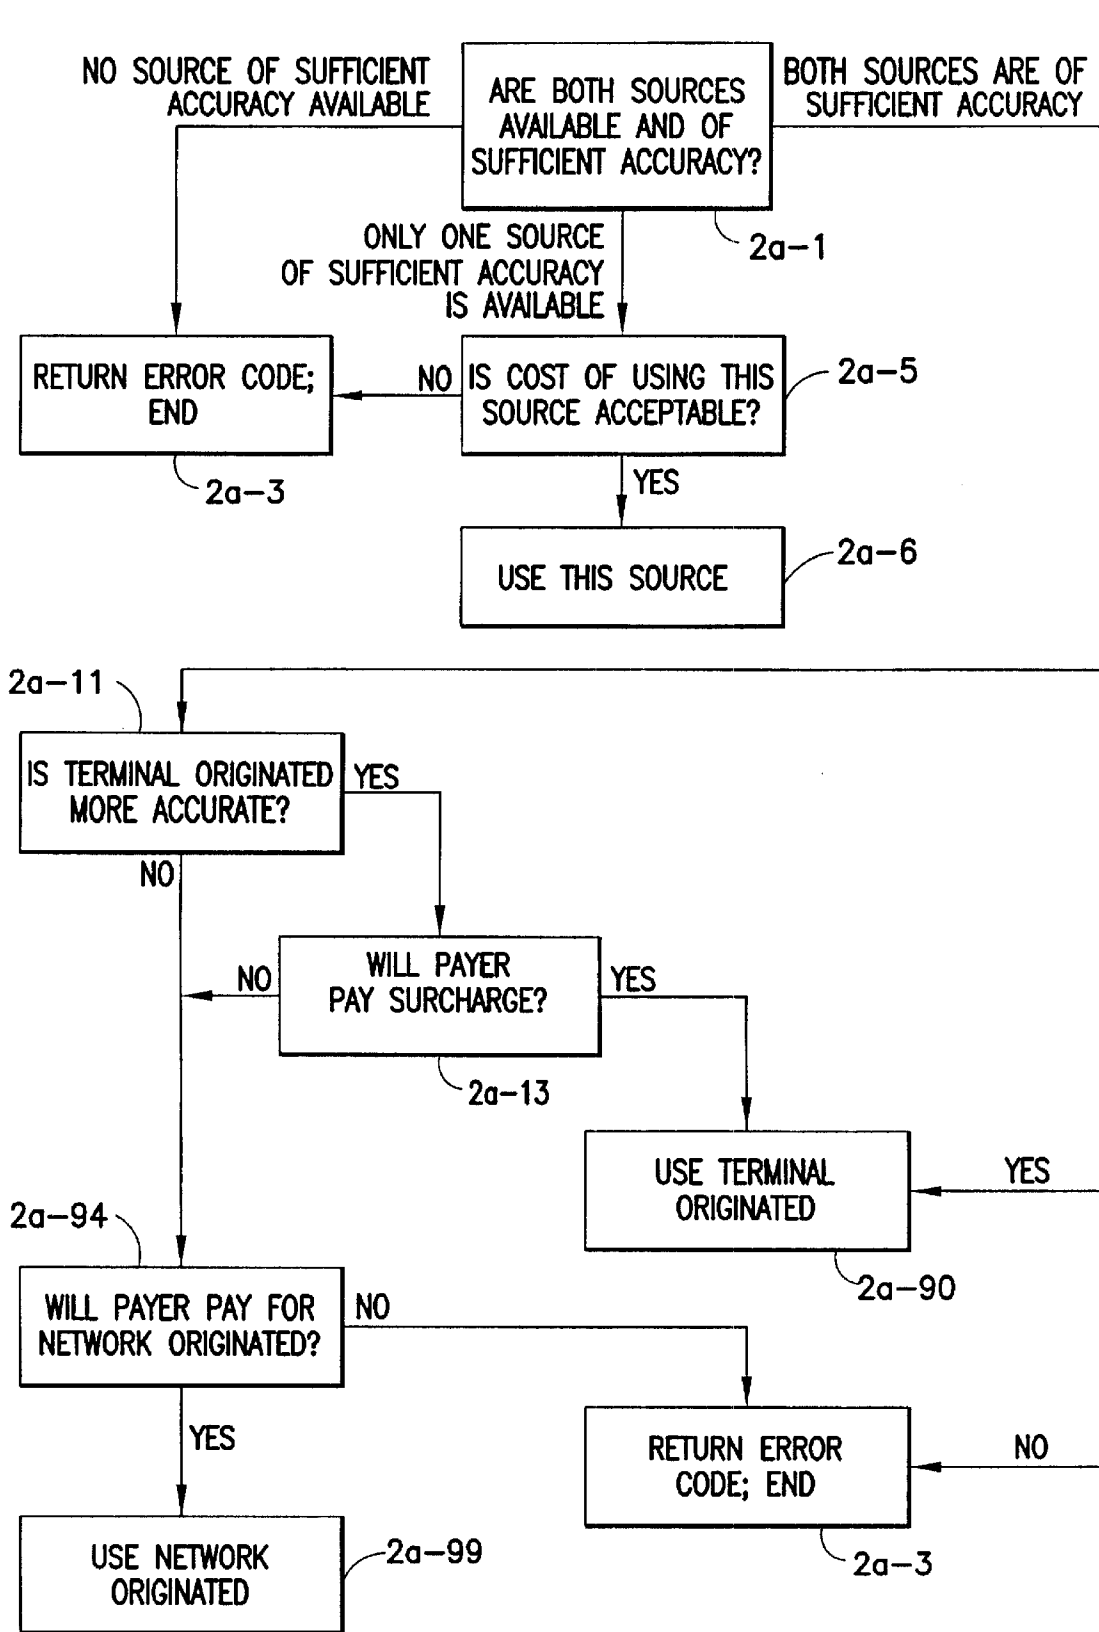 NO SOURCE OF SUFFICIENT
ACCURACY AVAILABLE
ARE BOTH SOURCES
AVAILABLE AND OF
SUFFICIENT ACCURACY?
BOTH SOURCES ARE OF
SUFFICIENT ACCURACY
2a-1
ONLY ONE SOURCE
OF SUFFICIENT ACCURACY
IS AVAILABLE
RETURN ERROR CODE;
END
2a-3
NO
IS COST OF USING THIS
SOURCE ACCEPTABLE?
2a-5
YES
USE THIS SOURCE
2a-6
2a-11
IS TERMINAL ORIGINATED
MORE ACCURATE?
YES
NO
WILL PAYER
PAY SURCHARGE?
NO
YES
2a-13
USE TERMINAL
ORIGINATED
YES
2a-90
2a-94
WILL PAYER PAY FOR
NETWORK ORIGINATED?
NO
YES
RETURN ERROR
CODE; END
NO
2a-3
USE NETWORK
ORIGINATED
2a-99